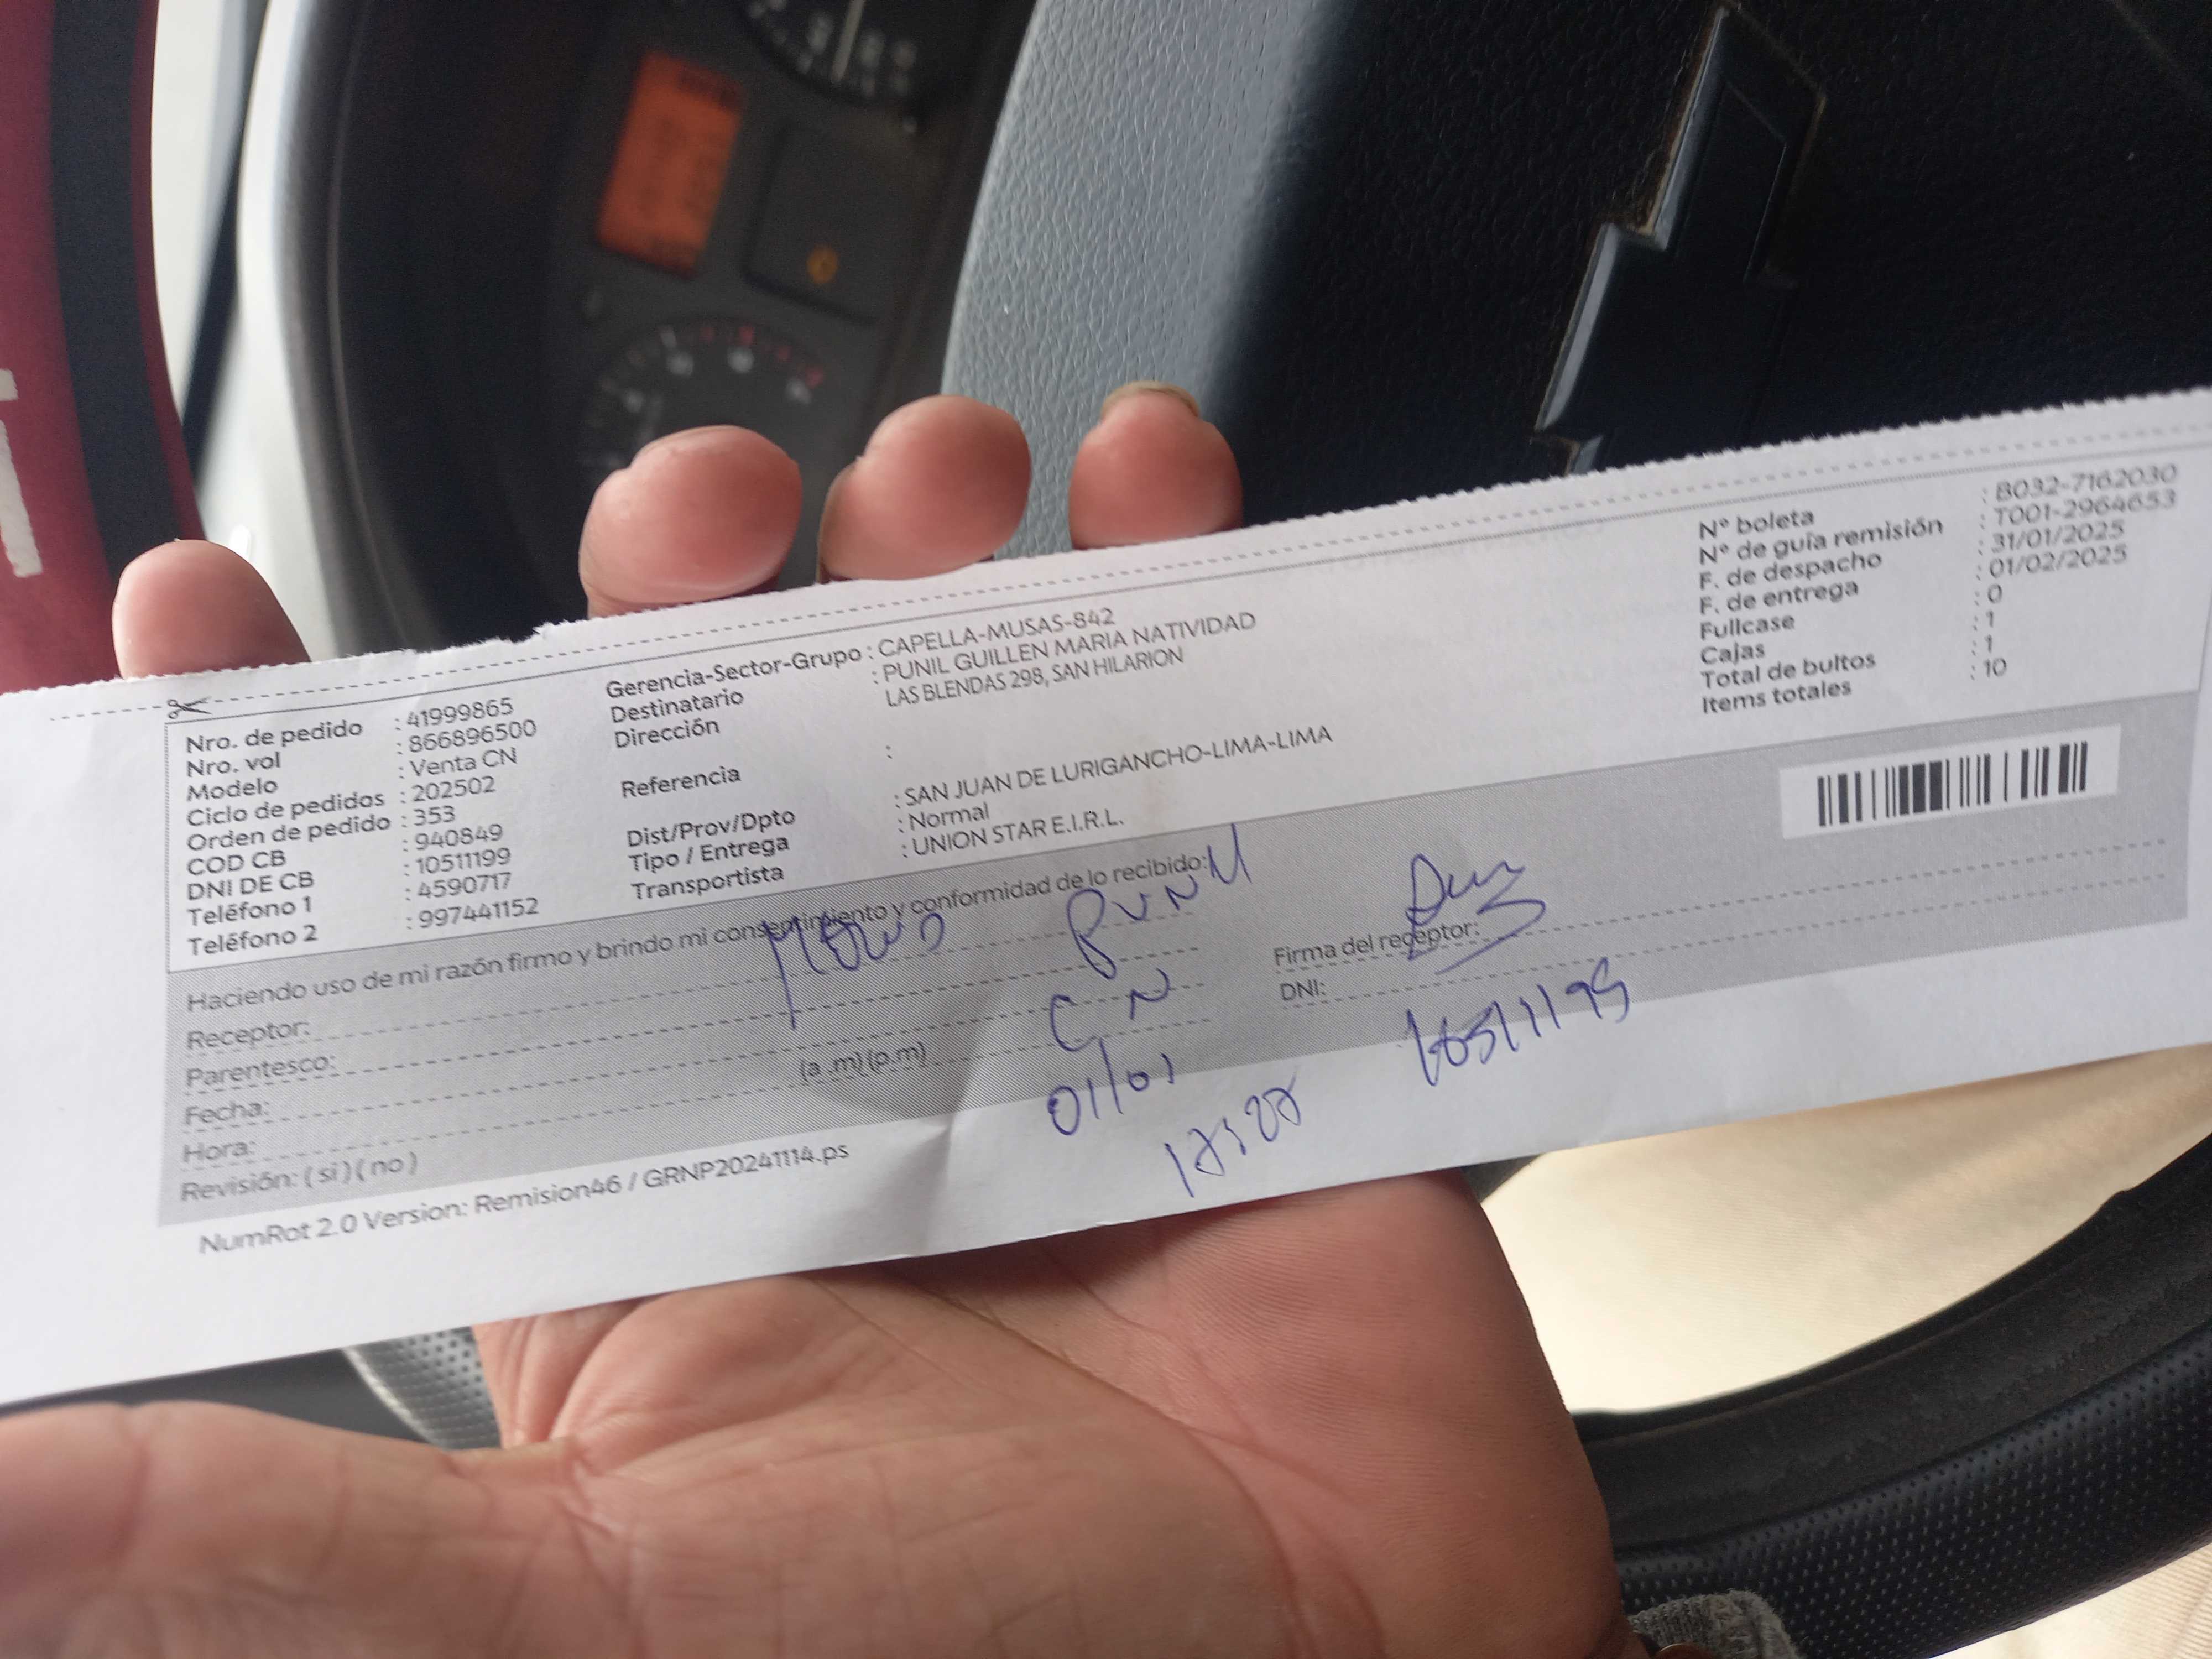 Nro. de pedido : 41999865
Nro. vol : 866896500
Modelo : Venta CN
Ciclo de pedidos : 202502
Orden de pedido : 353
COD CB : 940849
DNI DE CB : 10511199
Teléfono 1 : 4590717
Teléfono 2 : 997441152
Gerencia-Sector-Grupo : CAPELLA-MUSAS-842
Destinatario : PUNIL GUILLEN MARIA NATIVIDAD
Dirección LAS BLENDAS 298, SAN HILARION
Referencia :
Dist/Prov/Dpto : SAN JUAN DE LURIGANCHO-LIMA-LIMA
Tipo / Entrega : Normal
Transportista : UNION STAR E.I.R.L.
N° boleta : B032-7162030
N° de guía remisión : T001-2964653
F. de despacho : 31/01/2025
F. de entrega : 01/02/2025
Fullcase : 0
Cajas : 1
Total de bultos : 1
Items totales : 10
Haciendo uso de mi razón firmo y brindo mi consentimiento y conformidad de lo recibido:
Receptor:
Parentesco: CN
Fecha: 01/01
Hora: (a .m) (p.m)
Revisión: ( si ) ( no )
Firma del receptor:
DNI: 10511199
NumRot 2.0 Version: Remision46 / GRNP20241114.ps